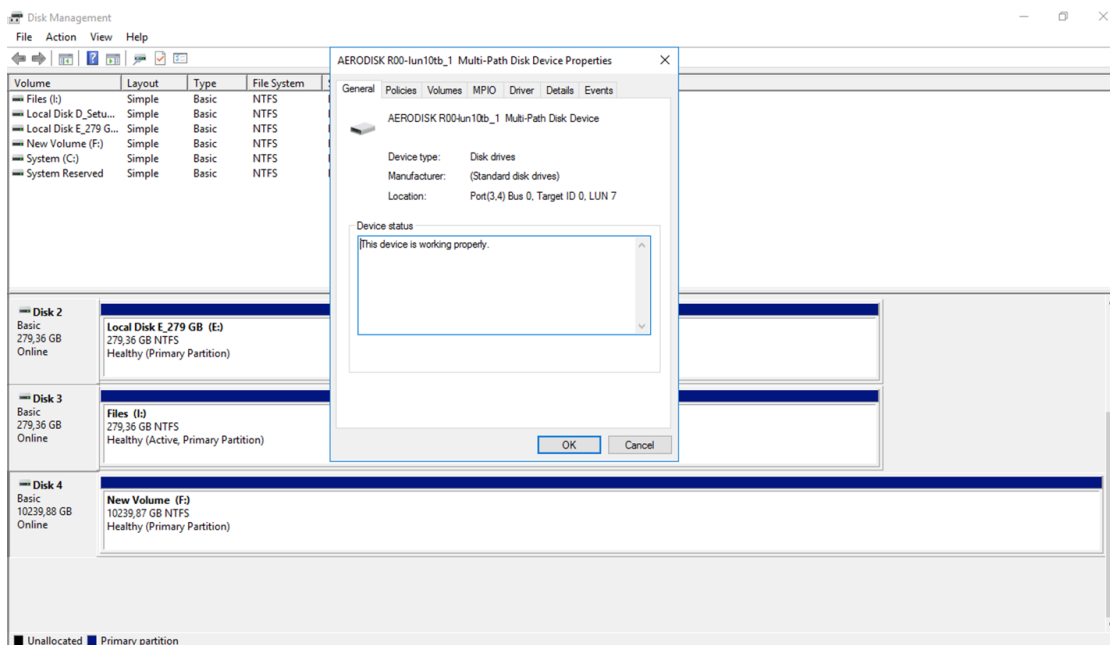 Disk Management
File Action View Help
Volume Layout Type File System
Files (I:) Simple Basic NTFS
Local Disk D_Setu... Simple Basic NTFS
Local Disk E_279 G... Simple Basic NTFS
New Volume (F:) Simple Basic NTFS
System (C:) Simple Basic NTFS
System Reserved Simple Basic NTFS
AERODISK R00-lun10tb_1 Multi-Path Disk Device Properties
General Policies Volumes MPIO Driver Details Events
AERODISK R00-lun10tb_1 Multi-Path Disk Device
Device type: Disk drives
Manufacturer: (Standard disk drives)
Location: Port(3,4) Bus 0, Target ID 0, LUN 7
Device status
This device is working properly.
OK Cancel
Disk 2
Basic
279,36 GB
Online
Local Disk E_279 GB (E:)
279,36 GB NTFS
Healthy (Primary Partition)
Disk 3
Basic
279,36 GB
Online
Files (I:)
279,36 GB NTFS
Healthy (Active, Primary Partition)
Disk 4
Basic
10239,88 GB
Online
New Volume (F:)
10239,87 GB NTFS
Healthy (Primary Partition)
Unallocated Primary partition